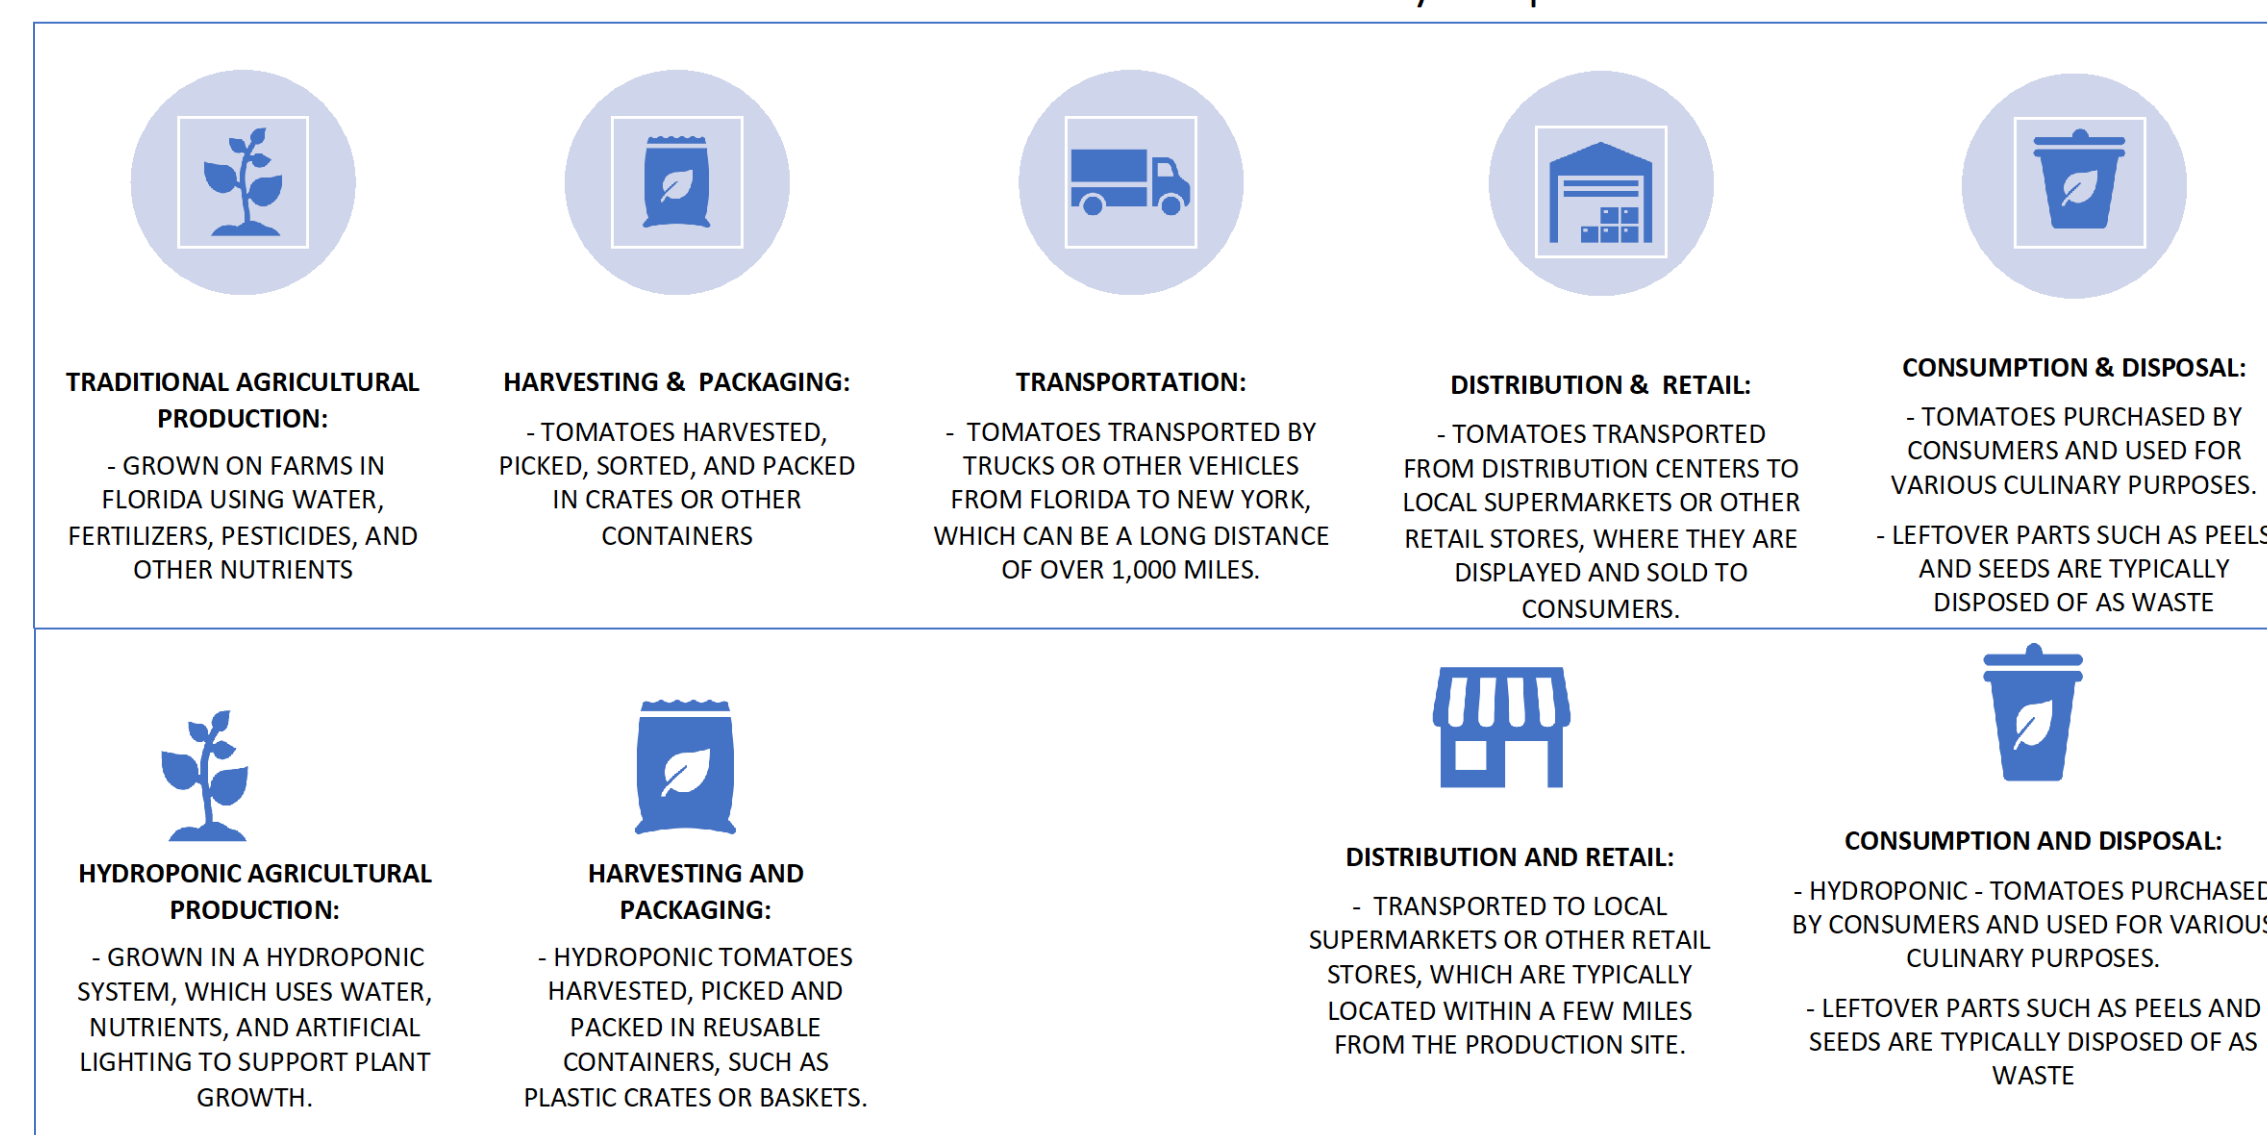 TRADITIONAL AGRICULTURAL
PRODUCTION:
- GROWN ON FARMS IN
FLORIDA USING WATER,
FERTILIZERS, PESTICIDES, AND
OTHER NUTRIENTS
HARVESTING & PACKAGING:
- TOMATOES HARVESTED,
PICKED, SORTED, AND PACKED
IN CRATES OR OTHER
CONTAINERS
TRANSPORTATION:
- TOMATOES TRANSPORTED BY
TRUCKS OR OTHER VEHICLES
FROM FLORIDA TO NEW YORK,
WHICH CAN BE A LONG DISTANCE
OF OVER 1,000 MILES.
DISTRIBUTION & RETAIL:
- TOMATOES TRANSPORTED
FROM DISTRIBUTION CENTERS TO
LOCAL SUPERMARKETS OR OTHER
RETAIL STORES, WHERE THEY ARE
DISPLAYED AND SOLD TO
CONSUMERS.
CONSUMPTION & DISPOSAL:
- TOMATOES PURCHASED BY
CONSUMERS AND USED FOR
VARIOUS CULINARY PURPOSES.
- LEFTOVER PARTS SUCH AS PEELS
AND SEEDS ARE TYPICALLY
DISPOSED OF AS WASTE
HYDROPONIC AGRICULTURAL
PRODUCTION:
- GROWN IN A HYDROPONIC
SYSTEM, WHICH USES WATER,
NUTRIENTS, AND ARTIFICIAL
LIGHTING TO SUPPORT PLANT
GROWTH.
HARVESTING AND
PACKAGING:
- HYDROPONIC TOMATOES
HARVESTED, PICKED AND
PACKED IN REUSABLE
CONTAINERS, SUCH AS
PLASTIC CRATES OR BASKETS.
DISTRIBUTION AND RETAIL:
- TRANSPORTED TO LOCAL
SUPERMARKETS OR OTHER RETAIL
STORES, WHICH ARE TYPICALLY
LOCATED WITHIN A FEW MILES
FROM THE PRODUCTION SITE.
CONSUMPTION AND DISPOSAL:
- HYDROPONIC - TOMATOES PURCHASED
BY CONSUMERS AND USED FOR VARIOUS
CULINARY PURPOSES.
- LEFTOVER PARTS SUCH AS PEELS AND
SEEDS ARE TYPICALLY DISPOSED OF AS
WASTE